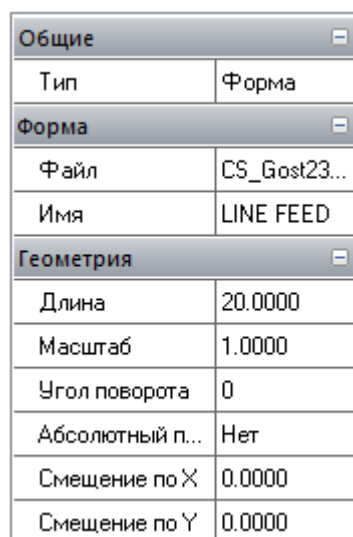 Общие
Тип Форма
Форма
Файл CS_Gost23...
Имя LINE FEED
Геометрия
Длина 20.0000
Масштаб 1.0000
Угол поворота 0
Абсолютный п... Нет
Смещение по X 0.0000
Смещение по Y 0.0000